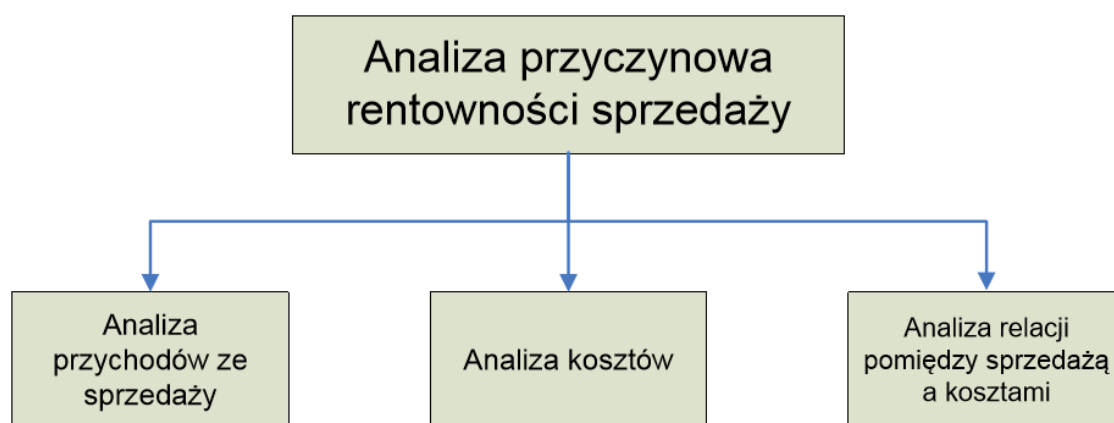 Analiza przyczynowa
rentowności sprzedaży
Analiza
przychodów ze
sprzedaży
Analiza kosztów
Analiza relacji
pomiędzy sprzedażą
a kosztami